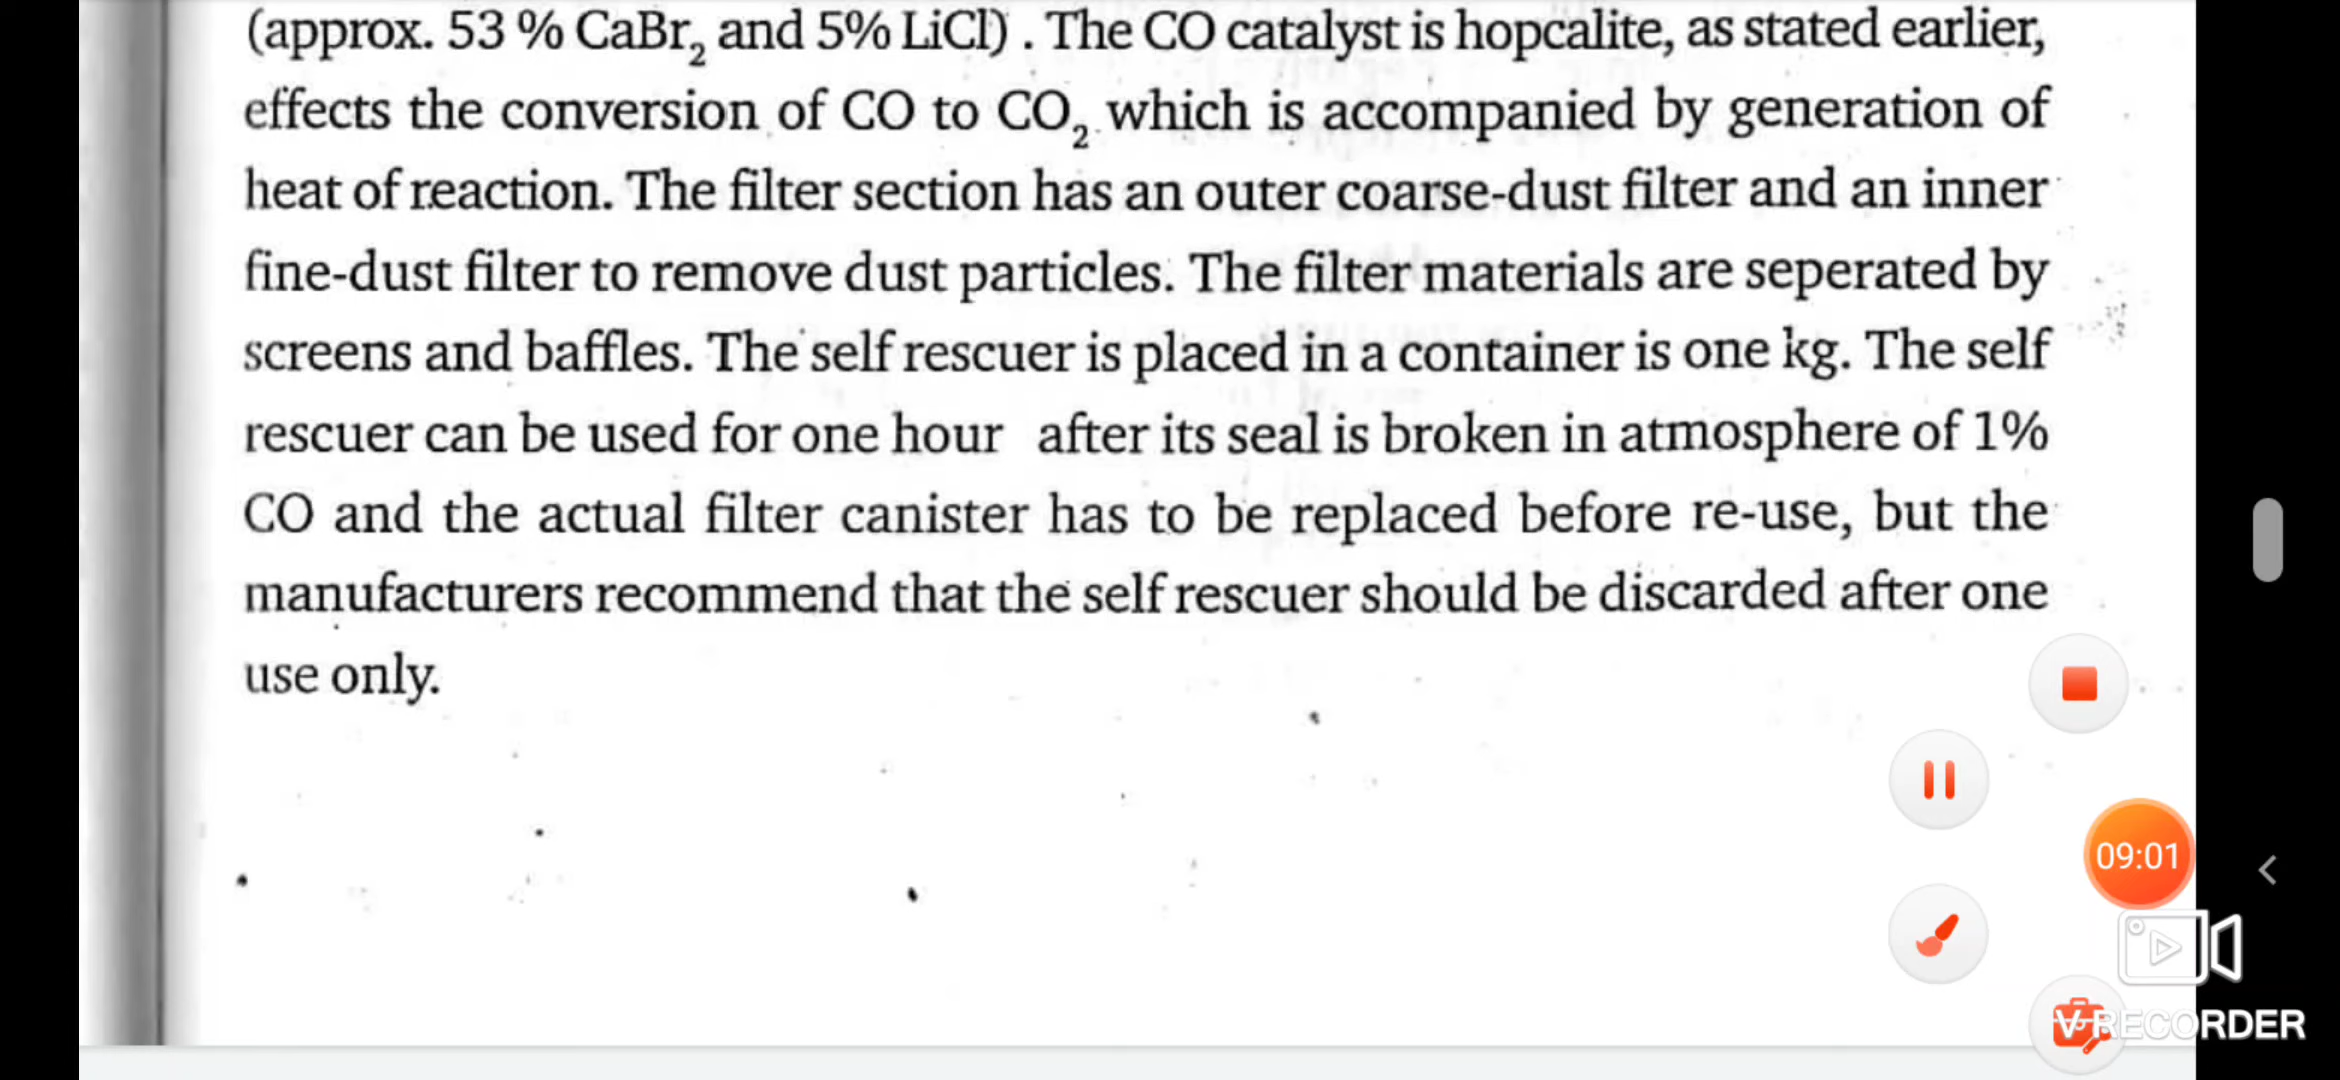 (approx. 53 % CaBr₂ and 5% LiCl) . The CO catalyst is hopcalite, as stated earlier,
effects the conversion of CO to CO₂ which is accompanied by generation of
heat of reaction. The filter section has an outer coarse-dust filter and an inner
fine-dust filter to remove dust particles. The filter materials are seperated by
screens and baffles. The self rescuer is placed in a container is one kg. The self
rescuer can be used for one hour after its seal is broken in atmosphere of 1%
CO and the actual filter canister has to be replaced before re-use, but the
manufacturers recommend that the self rescuer should be discarded after one
use only.
09:01
V RECORDER